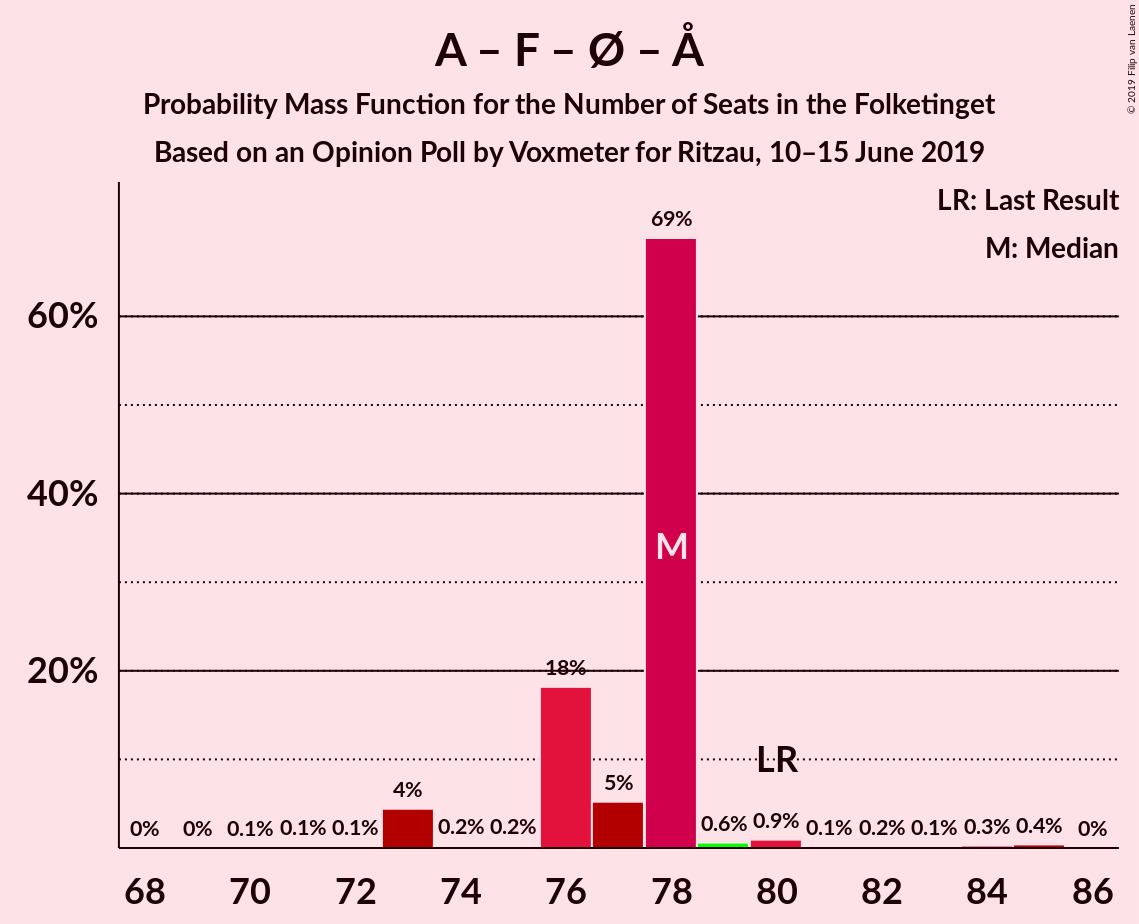 A – F – Ø – Å
Probability Mass Function for the Number of Seats in the Folketinget
Based on an Opinion Poll by Voxmeter for Ritzau, 10–15 June 2019
© 2019 Filip van Laenen
LR: Last Result
M: Median
60%
40%
20%
0% 0% 0.1% 0.1% 0.1% 4% 0.2% 0.2% 18% 5% 69% 0.6% 0.9% 0.1% 0.2% 0.1% 0.3% 0.4% 0%
M
LR
68 70 72 74 76 78 80 82 84 86